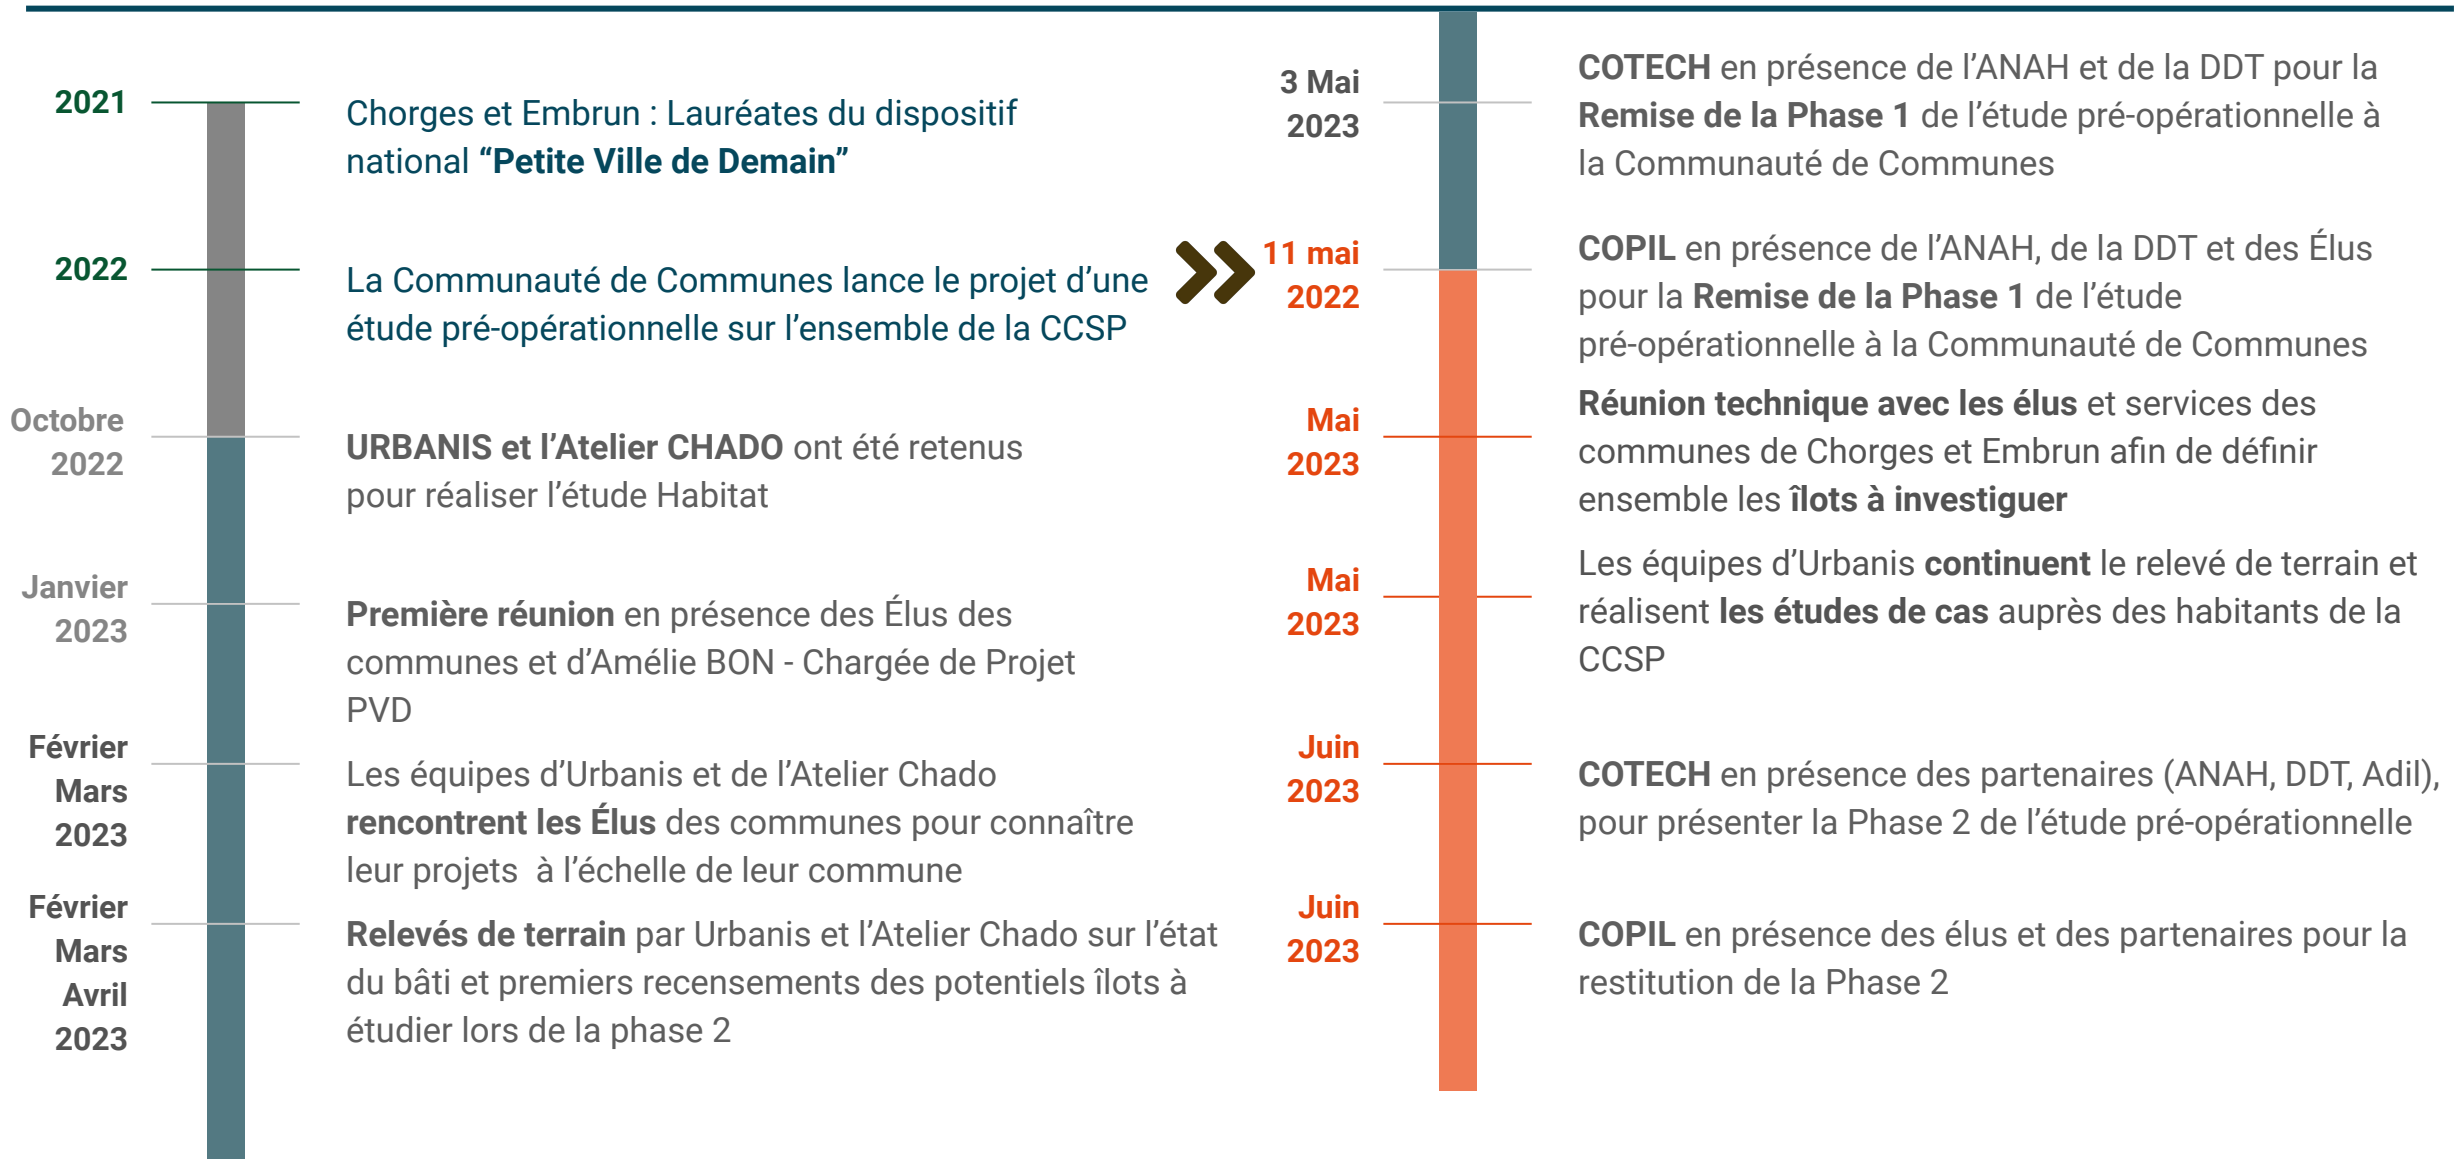 2021
Chorges et Embrun : Lauréates du dispositif
national “Petite Ville de Demain”
2022
La Communauté de Communes lance le projet d’une
étude pré-opérationnelle sur l’ensemble de la CCSP
Octobre
2022
URBANIS et l’Atelier CHADO ont été retenus
pour réaliser l’étude Habitat
Janvier
2023
Première réunion en présence des Élus des
communes et d’Amélie BON - Chargée de Projet
PVD
Février
Mars
2023
Les équipes d’Urbanis et de l’Atelier Chado
rencontrent les Élus des communes pour connaître
leur projets  à l’échelle de leur commune
Février
Mars
Avril
2023
Relevés de terrain par Urbanis et l’Atelier Chado sur l’état
du bâti et premiers recensements des potentiels îlots à
étudier lors de la phase 2
3 Mai
2023
COTECH en présence de l’ANAH et de la DDT pour la
Remise de la Phase 1 de l’étude pré-opérationnelle à
la Communauté de Communes
11 mai
2022
COPIL en présence de l’ANAH, de la DDT et des Élus
pour la Remise de la Phase 1 de l’étude
pré-opérationnelle à la Communauté de Communes
Mai
2023
Réunion technique avec les élus et services des
communes de Chorges et Embrun afin de définir
ensemble les îlots à investiguer
Mai
2023
Les équipes d’Urbanis continuent le relevé de terrain et
réalisent les études de cas auprès des habitants de la
CCSP
Juin
2023
COTECH en présence des partenaires (ANAH, DDT, Adil),
pour présenter la Phase 2 de l’étude pré-opérationnelle
Juin
2023
COPIL en présence des élus et des partenaires pour la
restitution de la Phase 2